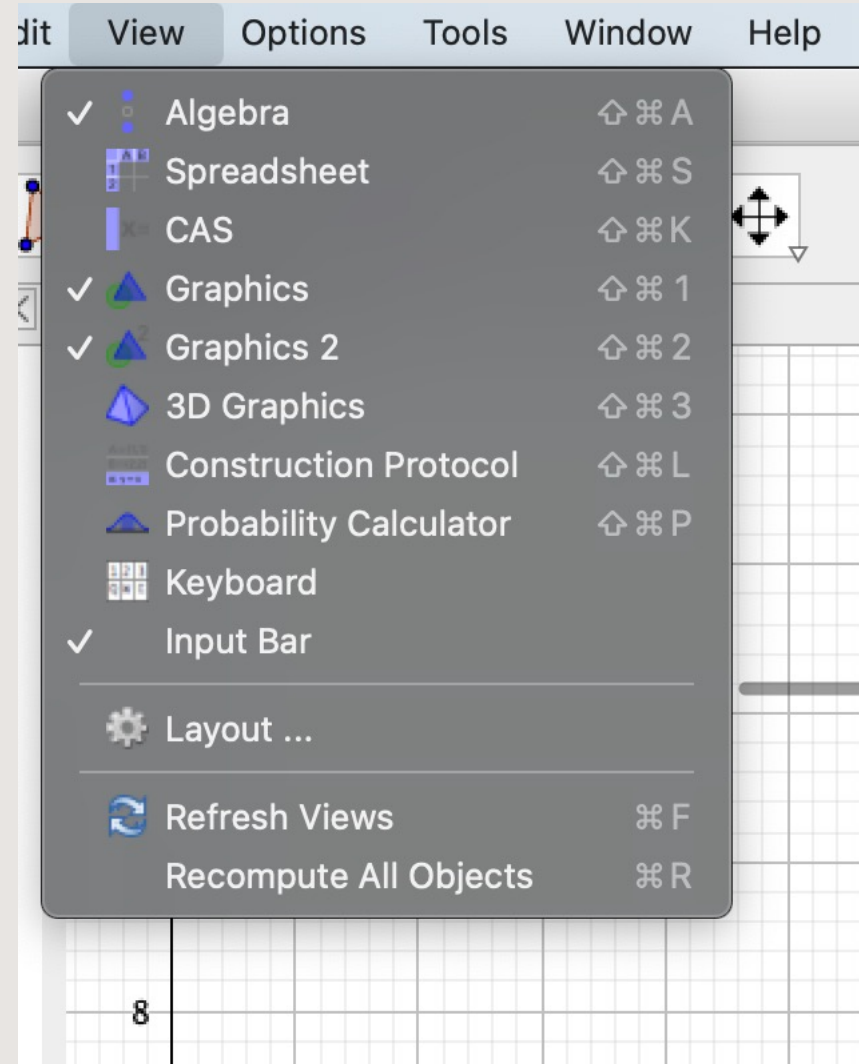 dit View Options Tools Window Help
Algebra ⇧⌘A
Spreadsheet ⇧⌘S
CAS ⇧⌘K
Graphics ⇧⌘1
Graphics 2 ⇧⌘2
3D Graphics ⇧⌘3
Construction Protocol ⇧⌘L
Probability Calculator ⇧⌘P
Keyboard
Input Bar
Layout ...
Refresh Views ⌘F
Recompute All Objects ⌘R
8